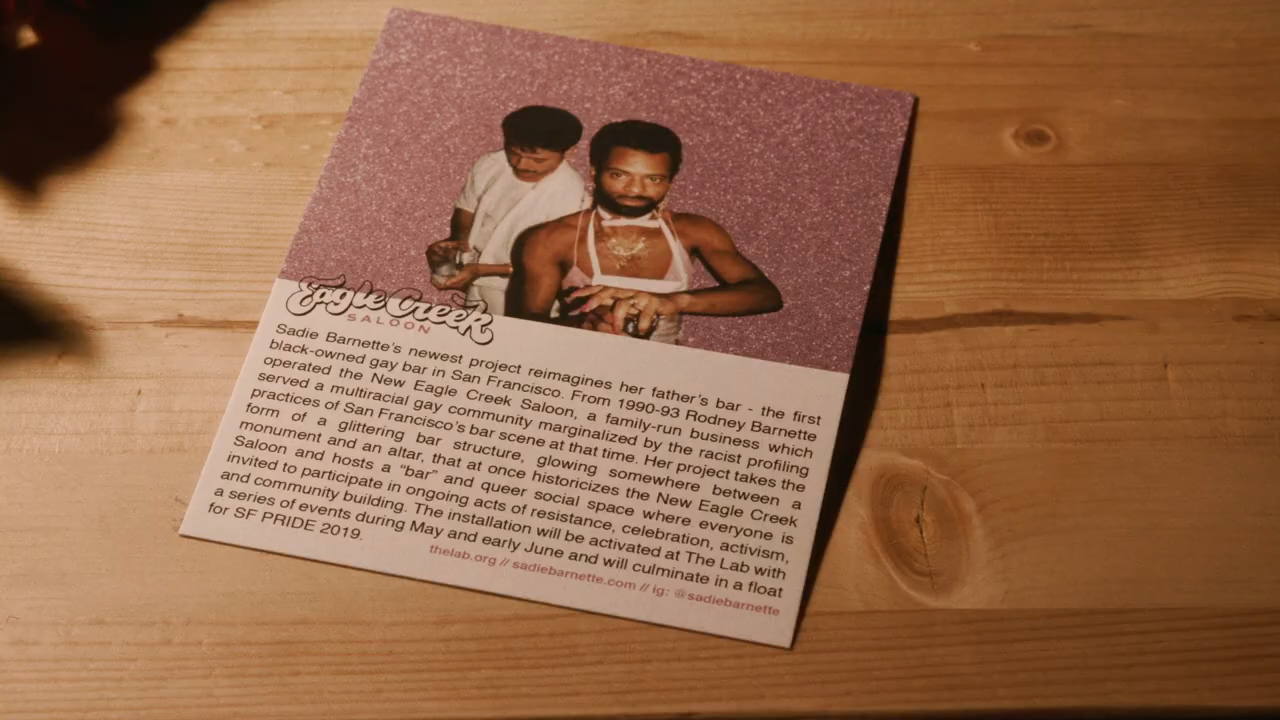 Eagle Creek
SALOON
Sadie Barnette's newest project reimagines her father's bar - the first
black-owned gay bar in San Francisco. From 1990-93 Rodney Barnette
operated the New Eagle Creek Saloon, a family-run business which
served a multiracial gay community marginalized by the racist profiling
practices of San Francisco's bar scene at that time. Her project takes the
form of a glittering bar structure, glowing somewhere between a
monument and an altar, that at once historicizes the New Eagle Creek
Saloon and hosts a “bar” and queer social space where everyone is
invited to participate in ongoing acts of resistance, celebration, activism,
and community building. The installation will be activated at The Lab with
a series of events during May and early June and will culminate in a float
for SF PRIDE 2019.
thelab.org // sadiebarnette.com // ig: @sadiebarnette